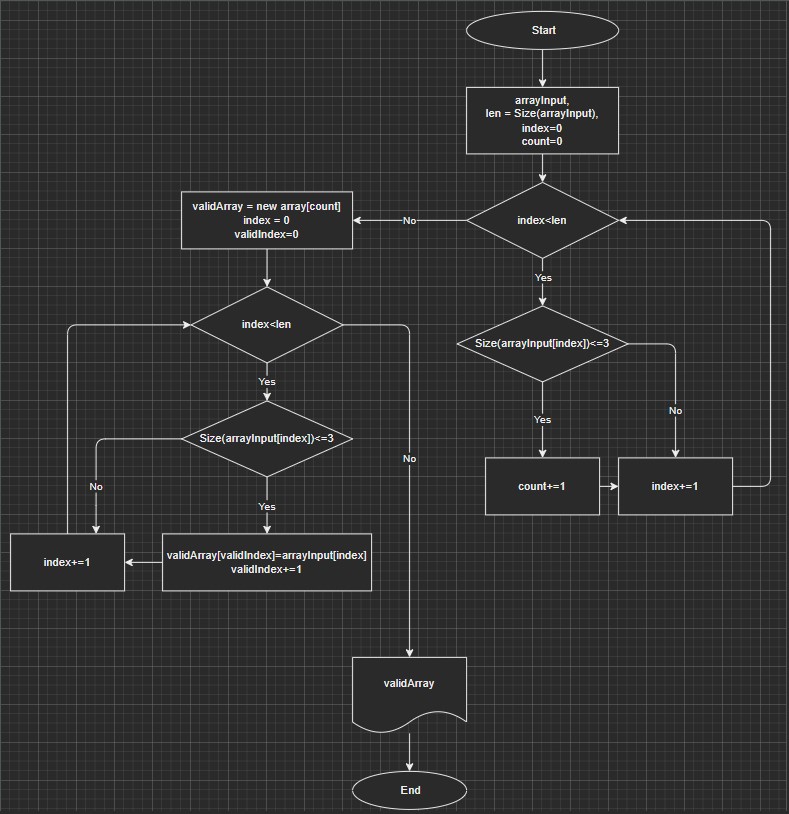 Start
arrayInput,
len = Size(arrayInput),
index=0
count=0
index<len
No
Yes
Size(arrayInput[index])<=3
No
Yes
count+=1
index+=1
validArray = new array[count]
index = 0
validIndex=0
index<len
Yes
No
Size(arrayInput[index])<=3
No
Yes
validArray[validIndex]=arrayInput[index]
validIndex+=1
index+=1
validArray
End